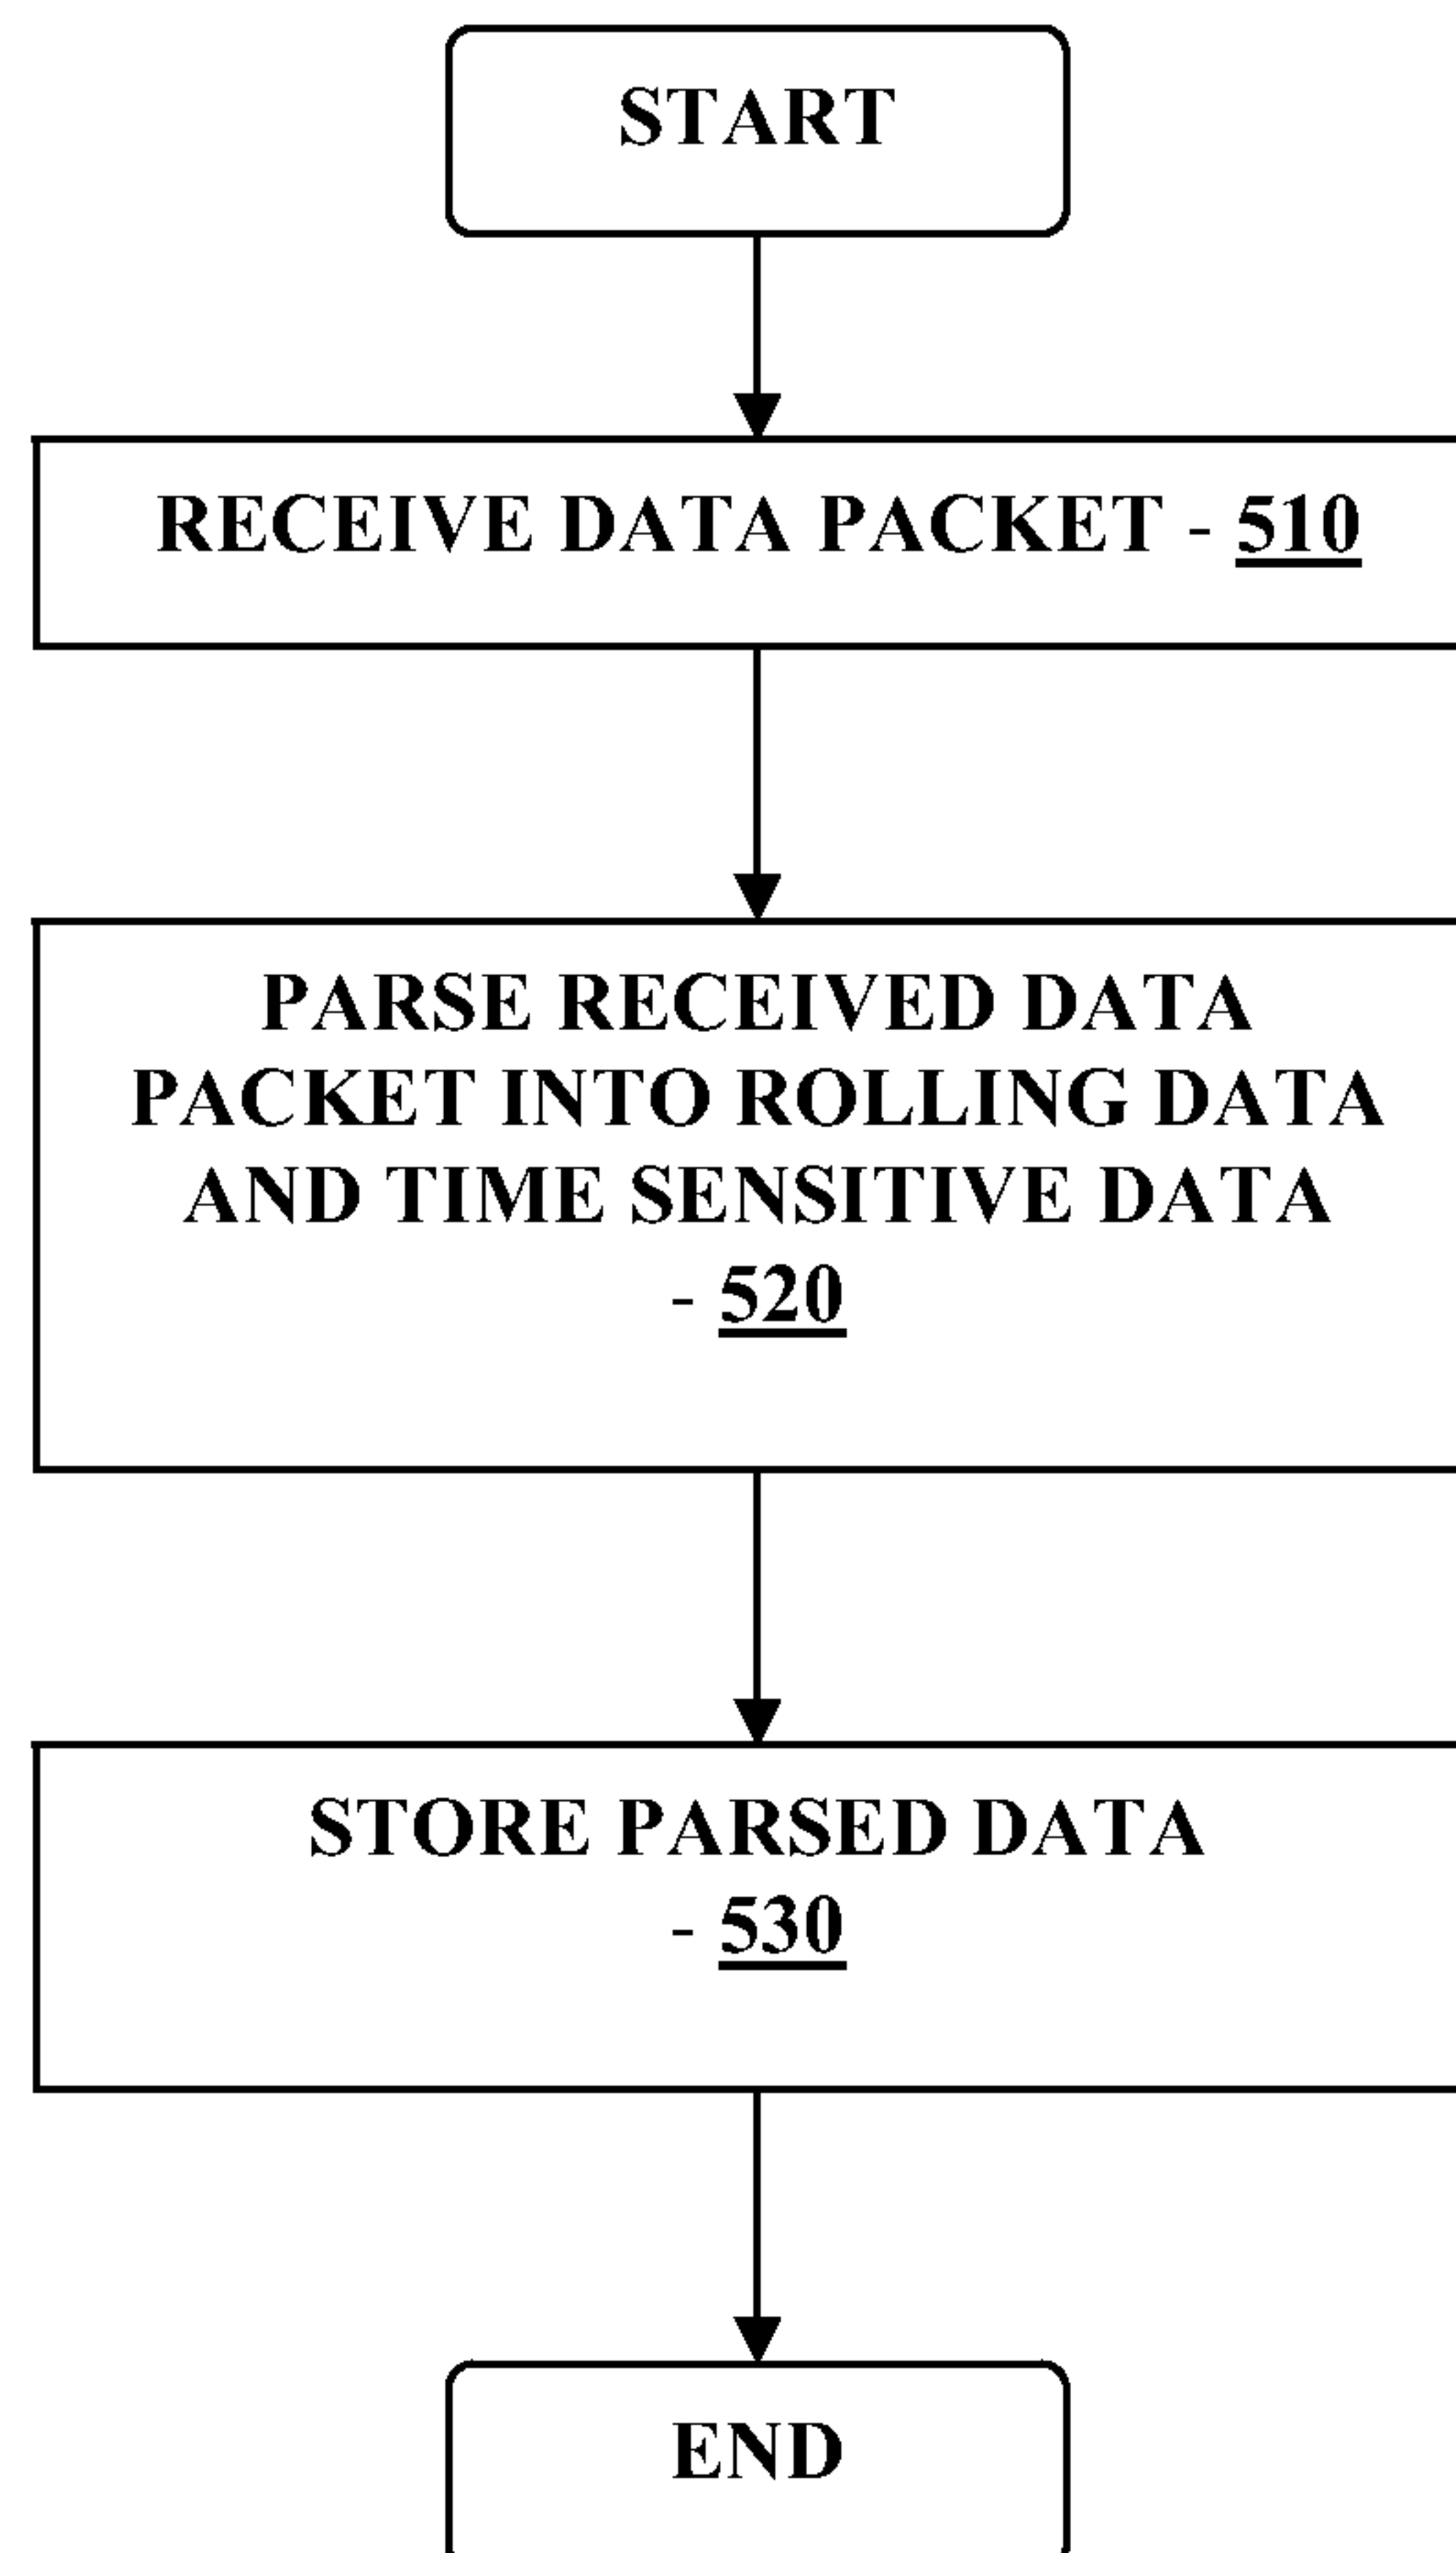 START
RECEIVE DATA PACKET - 510
PARSE RECEIVED DATA
PACKET INTO ROLLING DATA
AND TIME SENSITIVE DATA
- 520
STORE PARSED DATA
- 530
END